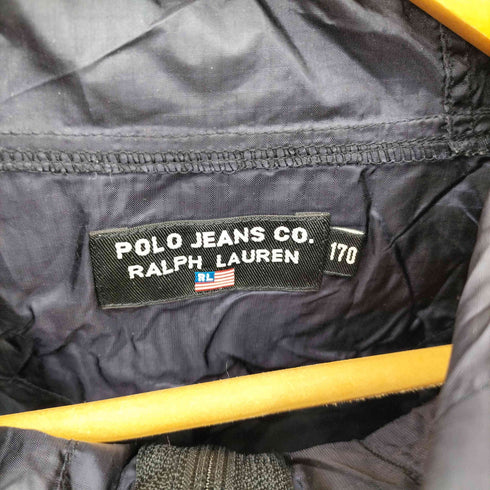 POLO JEANS CO.
RALPH LAUREN
RL
170